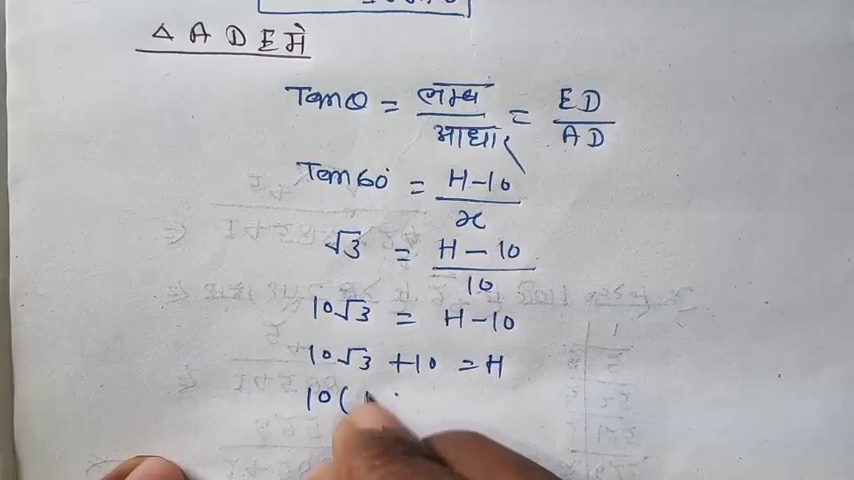 △ A D E में
Tanθ = लम्ब / आधार = ED / AD
Tan60° = H-10 / x
√3 = H-10 / 10
10√3 = H-10
10√3 +10 = H
10(